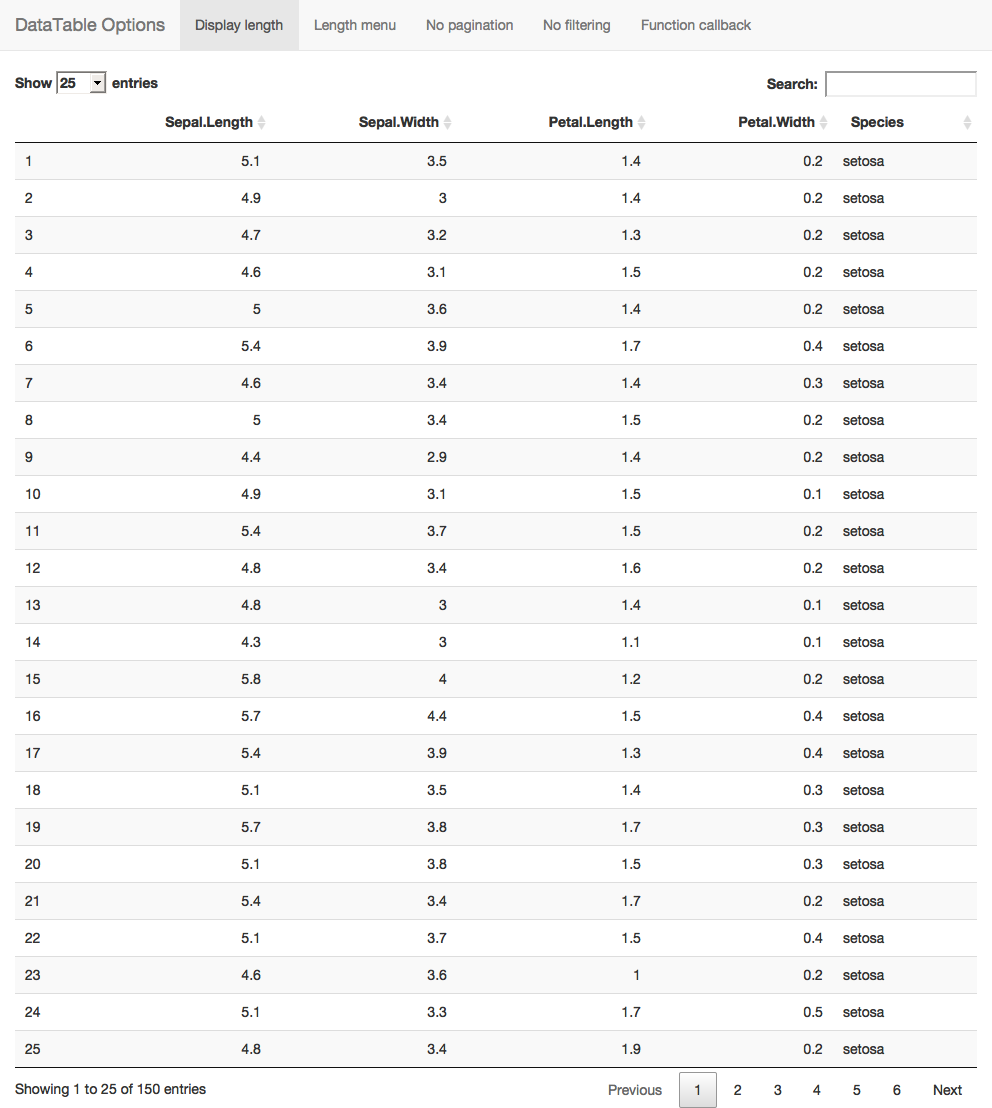 DataTable Options Display length Length menu No pagination No filtering Function callback
Show 25 entries Search:
Sepal.Length Sepal.Width Petal.Length Petal.Width Species
1 5.1 3.5 1.4 0.2 setosa
2 4.9 3 1.4 0.2 setosa
3 4.7 3.2 1.3 0.2 setosa
4 4.6 3.1 1.5 0.2 setosa
5 5 3.6 1.4 0.2 setosa
6 5.4 3.9 1.7 0.4 setosa
7 4.6 3.4 1.4 0.3 setosa
8 5 3.4 1.5 0.2 setosa
9 4.4 2.9 1.4 0.2 setosa
10 4.9 3.1 1.5 0.1 setosa
11 5.4 3.7 1.5 0.2 setosa
12 4.8 3.4 1.6 0.2 setosa
13 4.8 3 1.4 0.1 setosa
14 4.3 3 1.1 0.1 setosa
15 5.8 4 1.2 0.2 setosa
16 5.7 4.4 1.5 0.4 setosa
17 5.4 3.9 1.3 0.4 setosa
18 5.1 3.5 1.4 0.3 setosa
19 5.7 3.8 1.7 0.3 setosa
20 5.1 3.8 1.5 0.3 setosa
21 5.4 3.4 1.7 0.2 setosa
22 5.1 3.7 1.5 0.4 setosa
23 4.6 3.6 1 0.2 setosa
24 5.1 3.3 1.7 0.5 setosa
25 4.8 3.4 1.9 0.2 setosa
Showing 1 to 25 of 150 entries Previous 1 2 3 4 5 6 Next